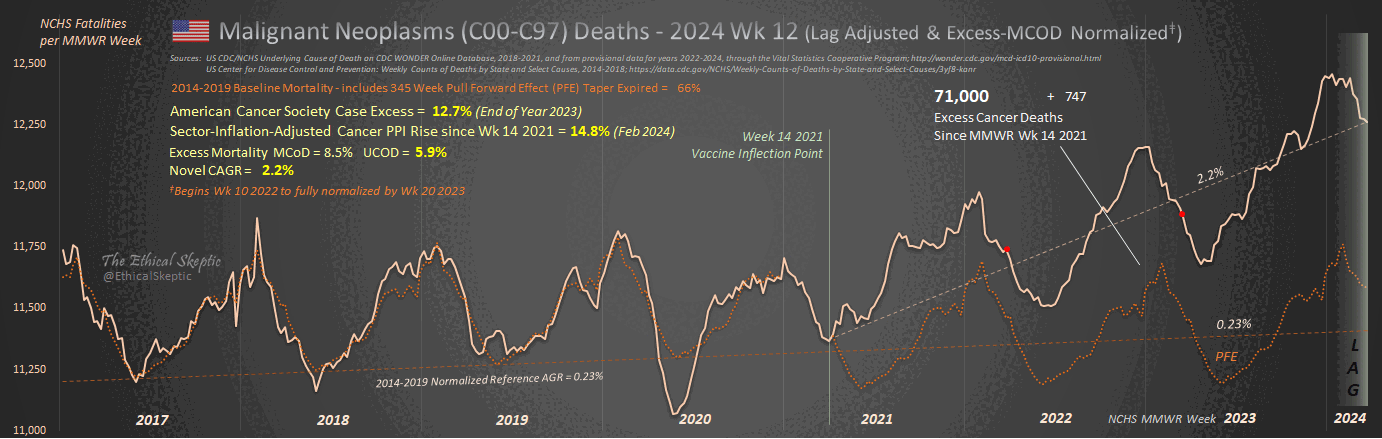 NCHS Fatalities
per MMWR Week
Malignant Neoplasms (C00-C97) Deaths - 2024 Wk 12 (Lag Adjusted & Excess-MCOD Normalized‡)
Sources: US CDC/NCHS Underlying Cause of Death on CDC WONDER Online Database, 2018-2021, and from provisional data for years 2022-2024, through the Vital Statistics Cooperative Program; http://wonder.cdc.gov/mcd-icd10-provisional.html
US Center for Disease Control and Prevention: Weekly Counts of Deaths by State and Select Causes, 2014-2018; https://data.cdc.gov/NCHS/Weekly-Counts-of-Deaths-by-State-and-Select-Causes/3yf8-kanr
2014-2019 Baseline Mortality - includes 345 Week Pull Forward Effect (PFE) Taper Expired = 66%
American Cancer Society Case Excess = 12.7% (End of Year 2023)
Sector-Inflation-Adjusted Cancer PPI Rise since Wk 14 2021 = 14.8% (Feb 2024)
Excess Mortality MCoD = 8.5% UCOD = 5.9%
Novel CAGR = 2.2%
‡Begins Wk 10 2022 to fully normalized by Wk 20 2023
Week 14 2021
Vaccine Inflection Point
71,000 + 747
Excess Cancer Deaths
Since MMWR Wk 14 2021
12,500
12,250
12,000
11,750
11,500
11,250
11,000
The Ethical Skeptic
@EthicalSkeptic
2.2%
0.23%
PFE
2014-2019 Normalized Reference AGR = 0.23%
L
A
G
2017
2018
2019
2020
2021
2022
NCHS MMWR Week
2023
2024